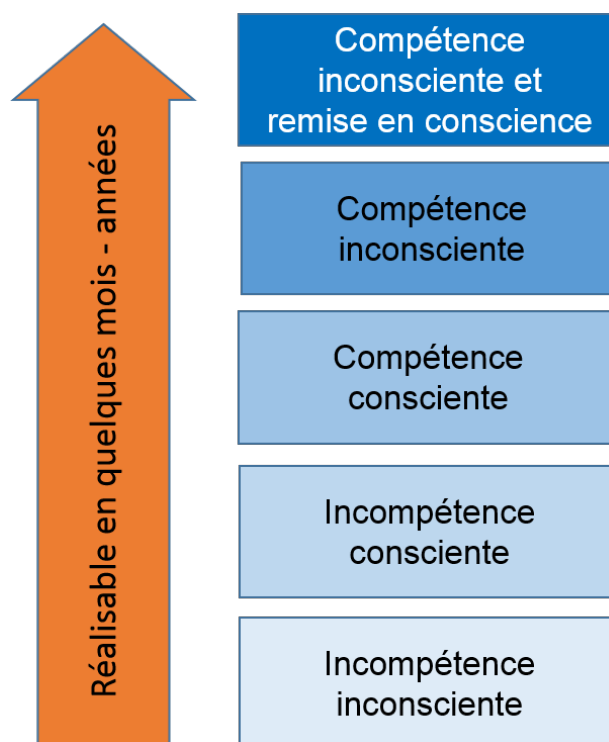 Compétence
inconsciente et
remise en conscience
Compétence
inconsciente
Compétence
consciente
Incompétence
consciente
Incompétence
inconsciente
Réalisable en quelques mois - années